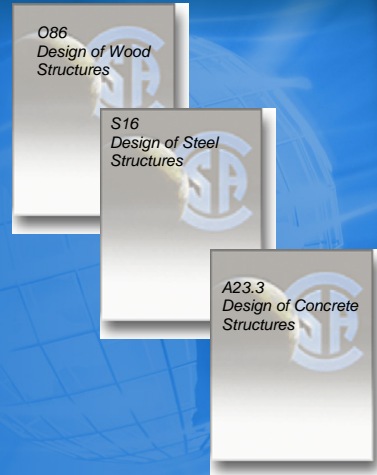 O86
Design of Wood
Structures
S16
Design of Steel
Structures
A23.3
Design of Concrete
Structures